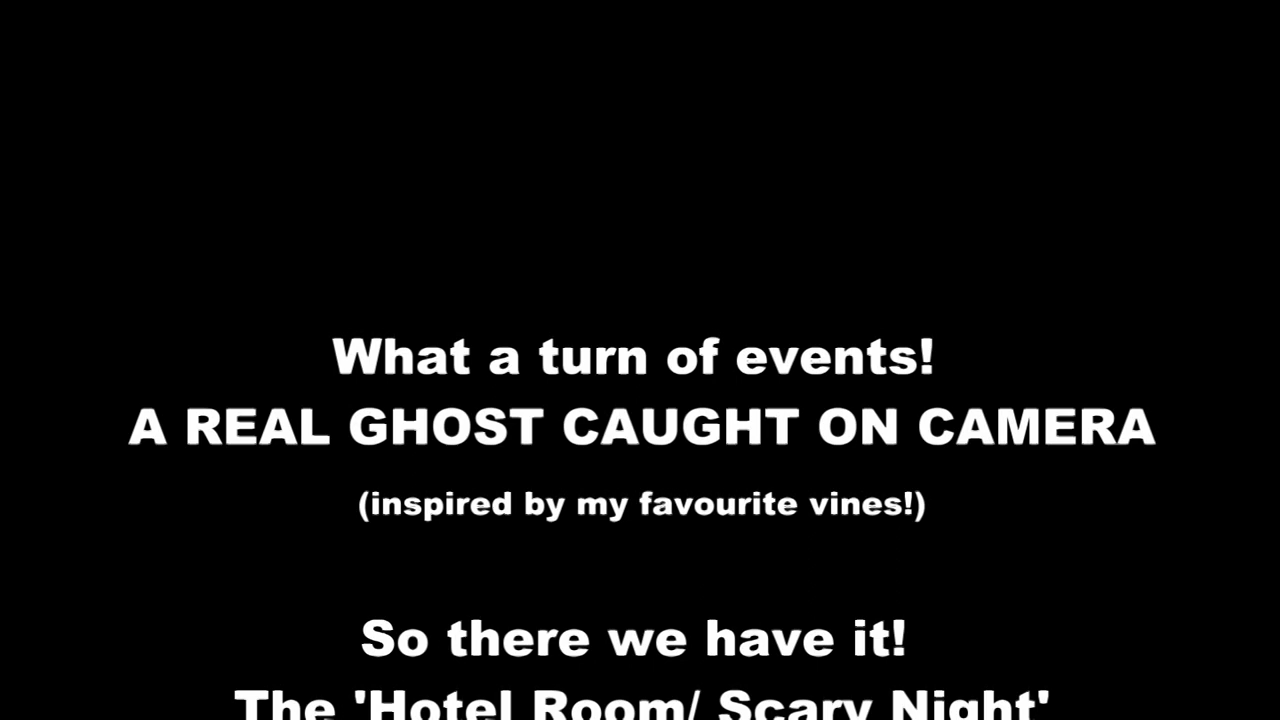 What a turn of events!
A REAL GHOST CAUGHT ON CAMERA
(inspired by my favourite vines!)
So there we have it!
The 'Hotel Room/ Scary Night'